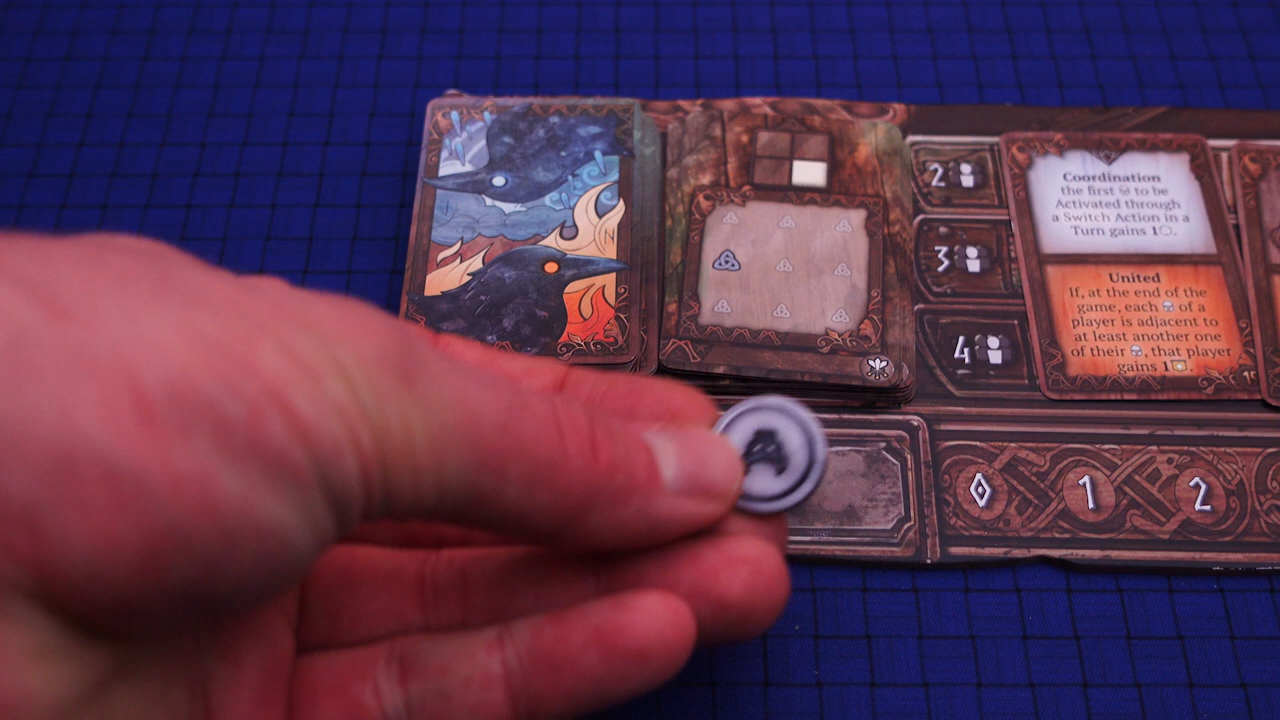 2
3
4
Coordination
the first to be
Activated through
a Switch Action in a
Turn gains 1.
United
If, at the end of the
game, each of a
player is adjacent to
at least another one
of their , that player
gains 1.
0 1 2